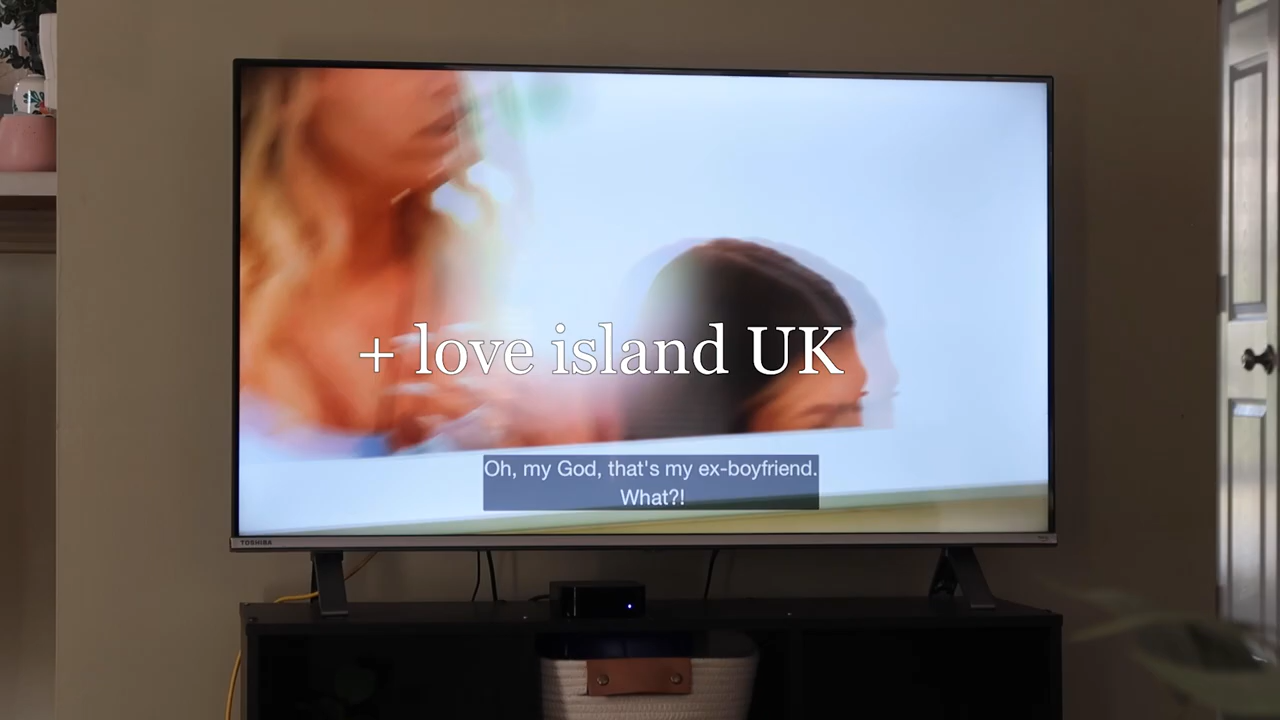 + love island UK
Oh, my God, that's my ex-boyfriend.
What?!
TOSHIBA